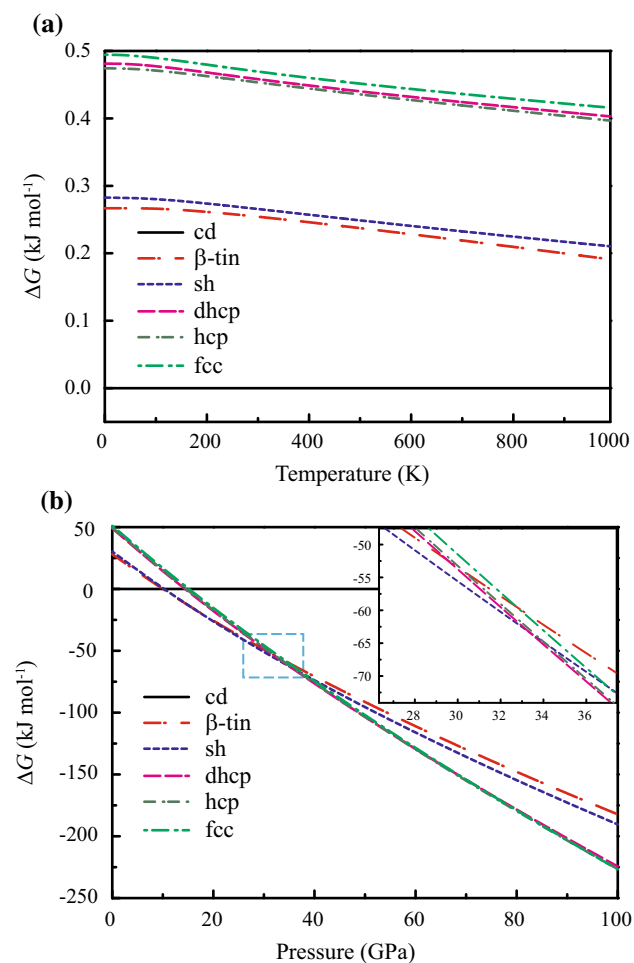 (a)
0.5
0.4
0.3
0.2
0.1
0.0
ΔG (kJ mol⁻¹)
cd
β-tin
sh
dhcp
hcp
fcc
0 200 400 600 800 1000
Temperature (K)
(b)
50
0
-50
-100
-150
-200
-250
ΔG (kJ mol⁻¹)
-50
-55
-60
-65
-70
28 30 32 34 36
cd
β-tin
sh
dhcp
hcp
fcc
0 20 40 60 80 100
Pressure (GPa)